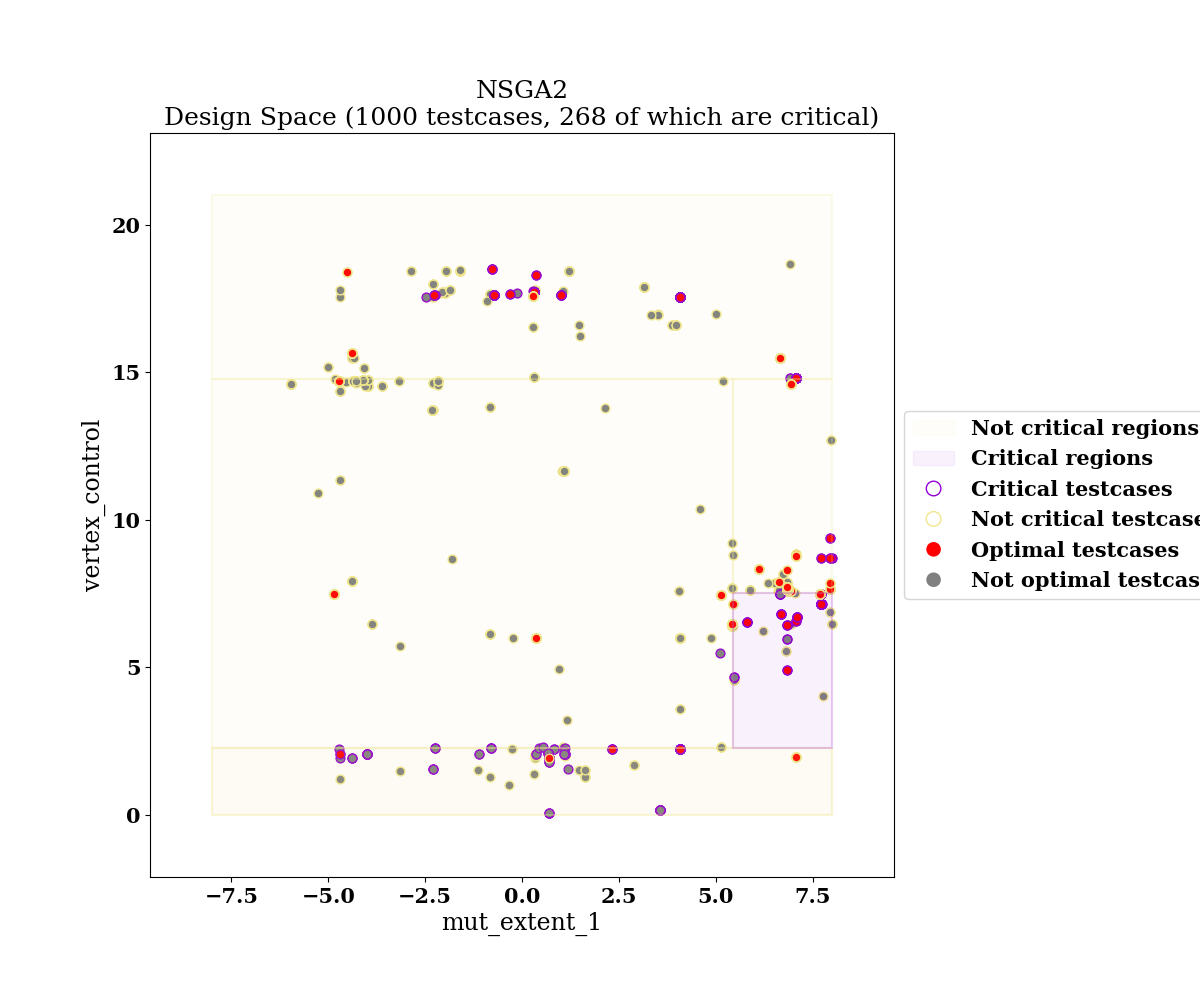 NSGA2
Design Space (1000 testcases, 268 of which are critical)
20
15
10
5
0
vertex_control
−7.5
−5.0
−2.5
0.0
2.5
5.0
7.5
mut_extent_1
Not critical regions
Critical regions
Critical testcases
Not critical testcase
Optimal testcases
Not optimal testcas